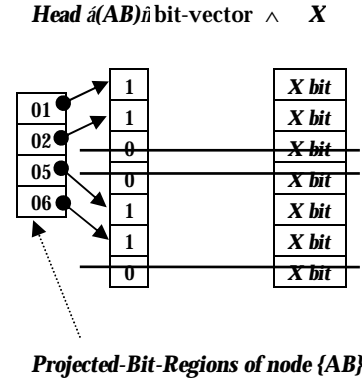 Head á(AB)ñ bit-vector ∧ X
1 X bit
01 1 X bit
02 0 X bit
05 0 X bit
06 1 X bit
1 X bit
0 X bit
Projected-Bit-Regions of node {AB}